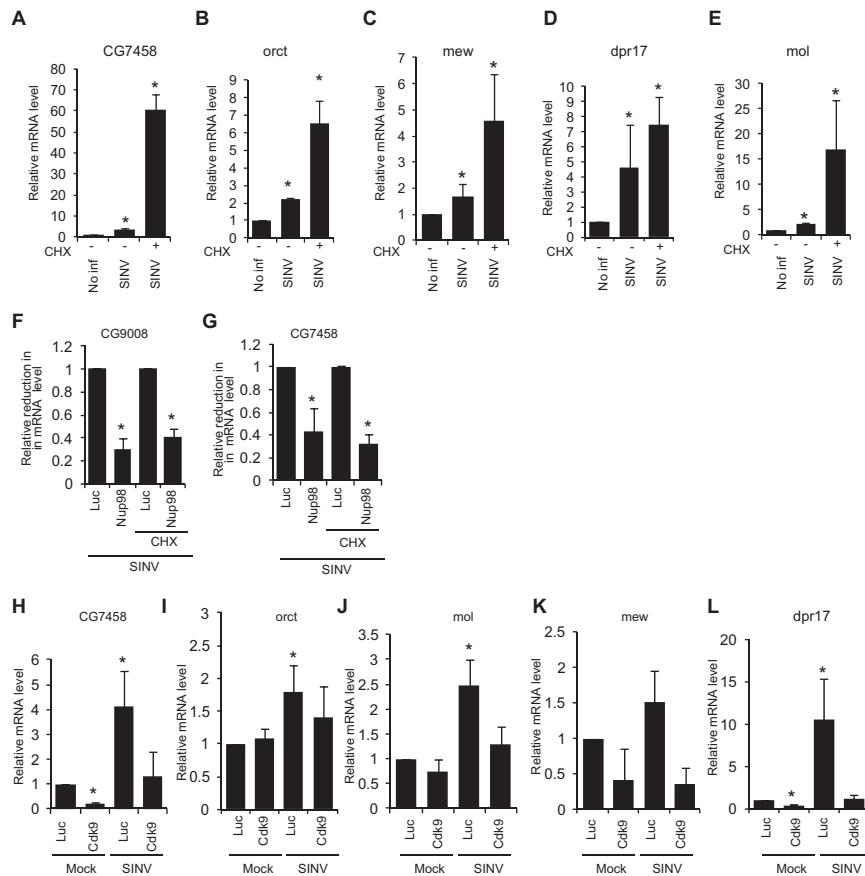 A
CG7458
Relative mRNA level
80
70
60
50
40
30
20
10
0
CHX - - +
No inf SINV SINV
* *
B
orct
Relative mRNA level
9
8
7
6
5
4
3
2
1
0
CHX - - +
No inf SINV SINV
* *
C
mew
Relative mRNA level
7
6
5
4
3
2
1
0
CHX - - +
No inf SINV SINV
* *
D
dpr17
Relative mRNA level
10
9
8
7
6
5
4
3
2
1
0
CHX - - +
No inf SINV SINV
* *
E
mol
Relative mRNA level
30
25
20
15
10
5
0
CHX - - +
No inf SINV SINV
* *
F
CG9008
Relative reduction in
mRNA level
1.2
1
0.8
0.6
0.4
0.2
0
* *
Luc Nup98 Luc Nup98
CHX
SINV
G
CG7458
Relative reduction in
in mRNA level
1.2
1
0.8
0.6
0.4
0.2
0
* *
Luc Nup98 Luc Nup98
CHX
SINV
H
CG7458
Relative mRNA level
6
5
4
3
2
1
0
* *
Luc Cdk9 Luc Cdk9
Mock SINV
I
orct
Relative mRNA level
3
2.5
2
1.5
1
0.5
0
*
Luc Cdk9 Luc Cdk9
Mock SINV
J
mol
Relative mRNA level
3.5
3
2.5
2
1.5
1
0.5
0
*
Luc Cdk9 Luc Cdk9
Mock SINV
K
mew
Relative mRNA level
2.5
2
1.5
1
0.5
0
Luc Cdk9 Luc Cdk9
Mock SINV
L
dpr17
Relative mRNA level
20
15
10
5
0
* *
Luc Cdk9 Luc Cdk9
Mock SINV